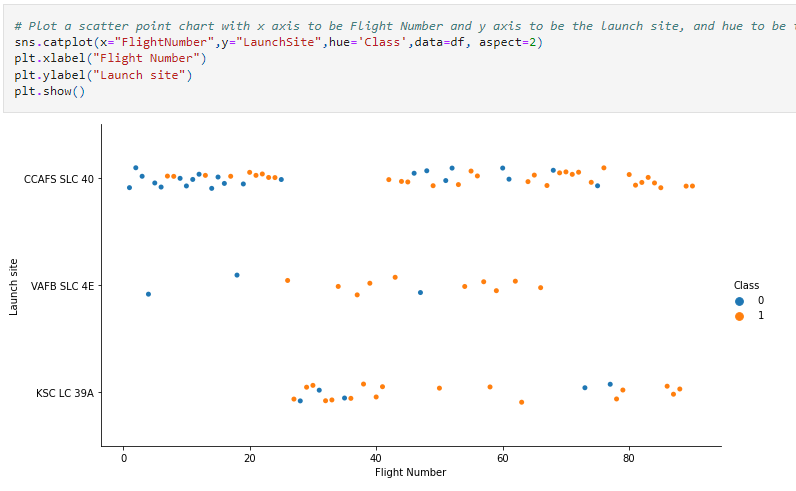 # Plot a scatter point chart with x axis to be Flight Number and y axis to be the launch site, and hue to be
sns.catplot(x="FlightNumber",y="LaunchSite",hue='Class',data=df, aspect=2)
plt.xlabel("Flight Number")
plt.ylabel("Launch site")
plt.show()
CCAFS SLC 40
VAFB SLC 4E
KSC LC 39A
Launch site
0 20 40 60 80
Flight Number
Class
0
1